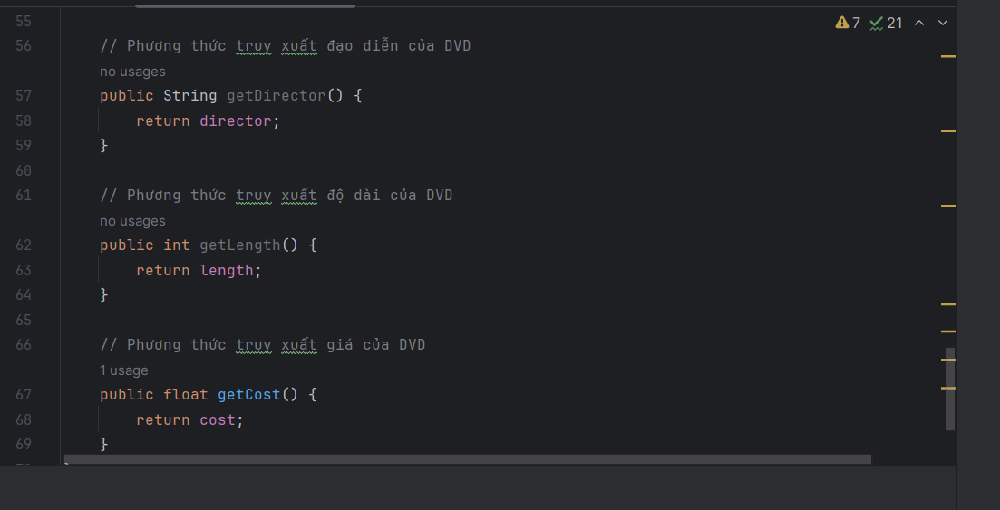 55
7 21
56 // Phương thức truy xuất đạo diễn của DVD
no usages
57 public String getDirector() {
58 return director;
59 }
60
61 // Phương thức truy xuất độ dài của DVD
no usages
62 public int getLength() {
63 return length;
64 }
65
66 // Phương thức truy xuất giá của DVD
1 usage
67 public float getCost() {
68 return cost;
69 }